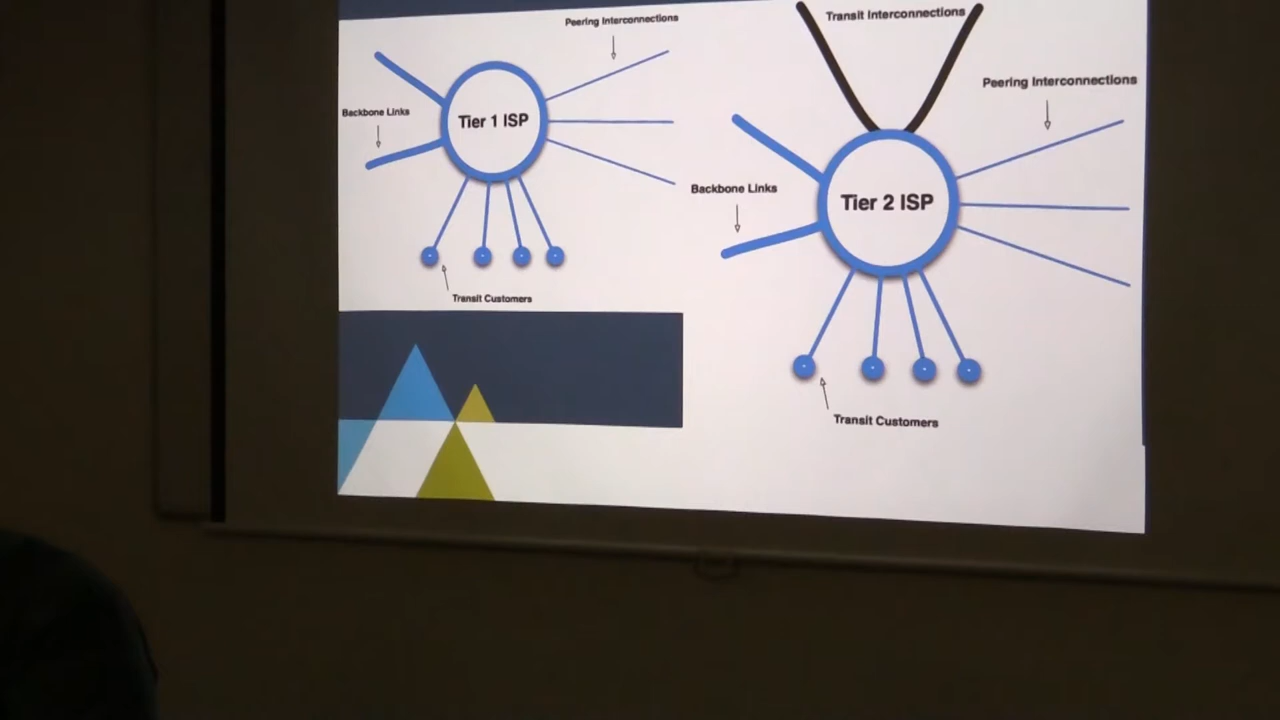 Peering Interconnections
Backbone Links
Tier 1 ISP
Transit Customers
Transit Interconnections
Peering Interconnections
Backbone Links
Tier 2 ISP
Transit Customers